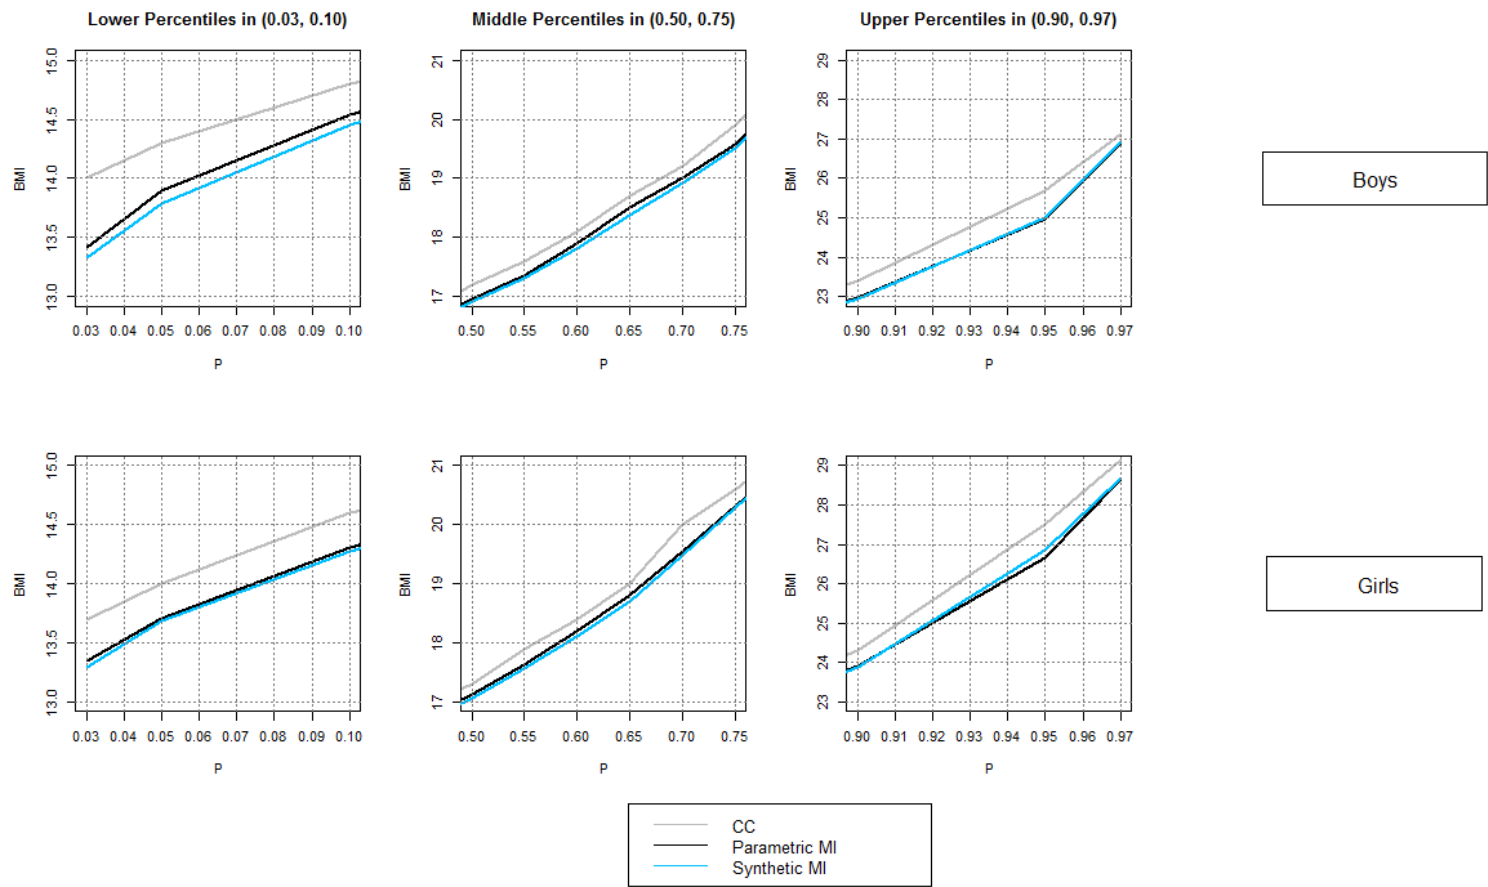 Lower Percentiles in (0.03, 0.10)
Middle Percentiles in (0.50, 0.75)
Upper Percentiles in (0.90, 0.97)
BMI
15.0
14.5
14.0
13.5
13.0
0.03 0.04 0.05 0.06 0.07 0.08 0.09 0.10
P
BMI
21
20
19
18
17
0.50 0.55 0.60 0.65 0.70 0.75
P
BMI
29
28
27
26
25
24
23
0.90 0.91 0.92 0.93 0.94 0.95 0.96 0.97
P
Boys
BMI
15.0
14.5
14.0
13.5
13.0
0.03 0.04 0.05 0.06 0.07 0.08 0.09 0.10
P
BMI
21
20
19
18
17
0.50 0.55 0.60 0.65 0.70 0.75
P
BMI
29
28
27
26
25
24
23
0.90 0.91 0.92 0.93 0.94 0.95 0.96 0.97
P
Girls
CC
Parametric MI
Synthetic MI